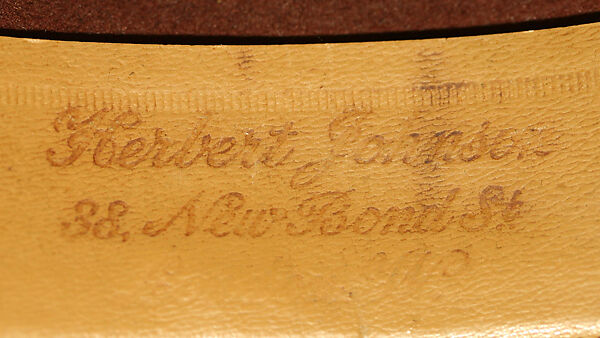 Herbert Johnson
38, New Bond St.